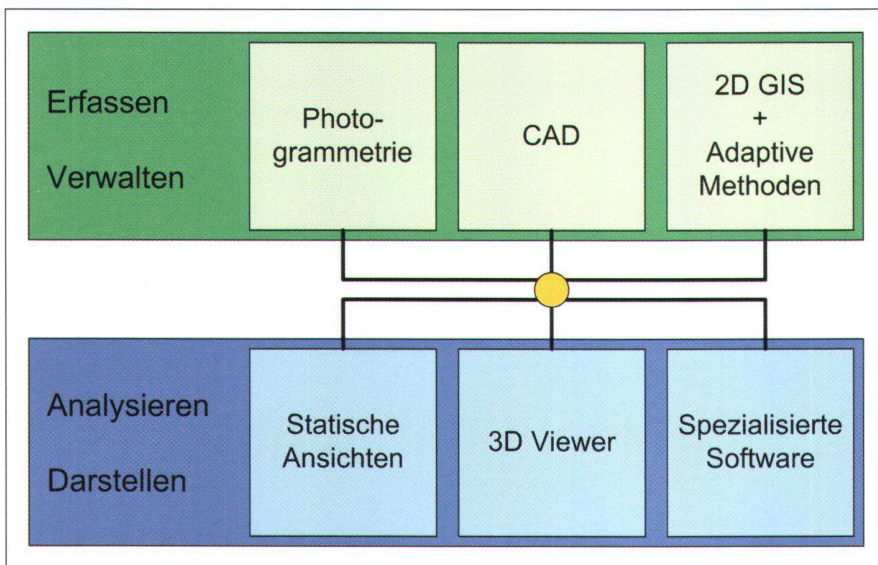 Erfassen
Verwalten
Photo-
grammetrie
CAD
2D GIS
+
Adaptive
Methoden
Analysieren
Darstellen
Statische
Ansichten
3D Viewer
Spezialisierte
Software